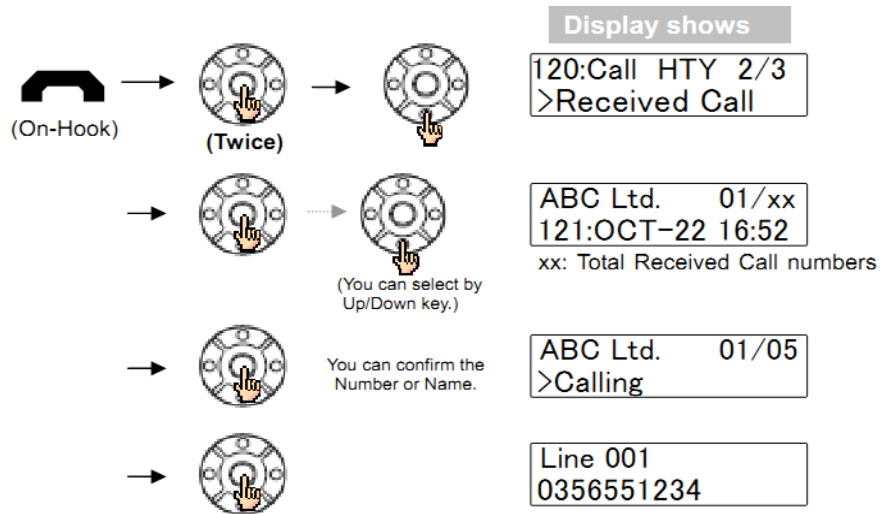 Display shows
120:Call HTY 2/3
>Received Call
(On-Hook)
(Twice)
ABC Ltd. 01/xx
121:OCT-22 16:52
xx: Total Received Call numbers
(You can select by
Up/Down key.)
You can confirm the
Number or Name.
ABC Ltd. 01/05
>Calling
Line 001
0356551234